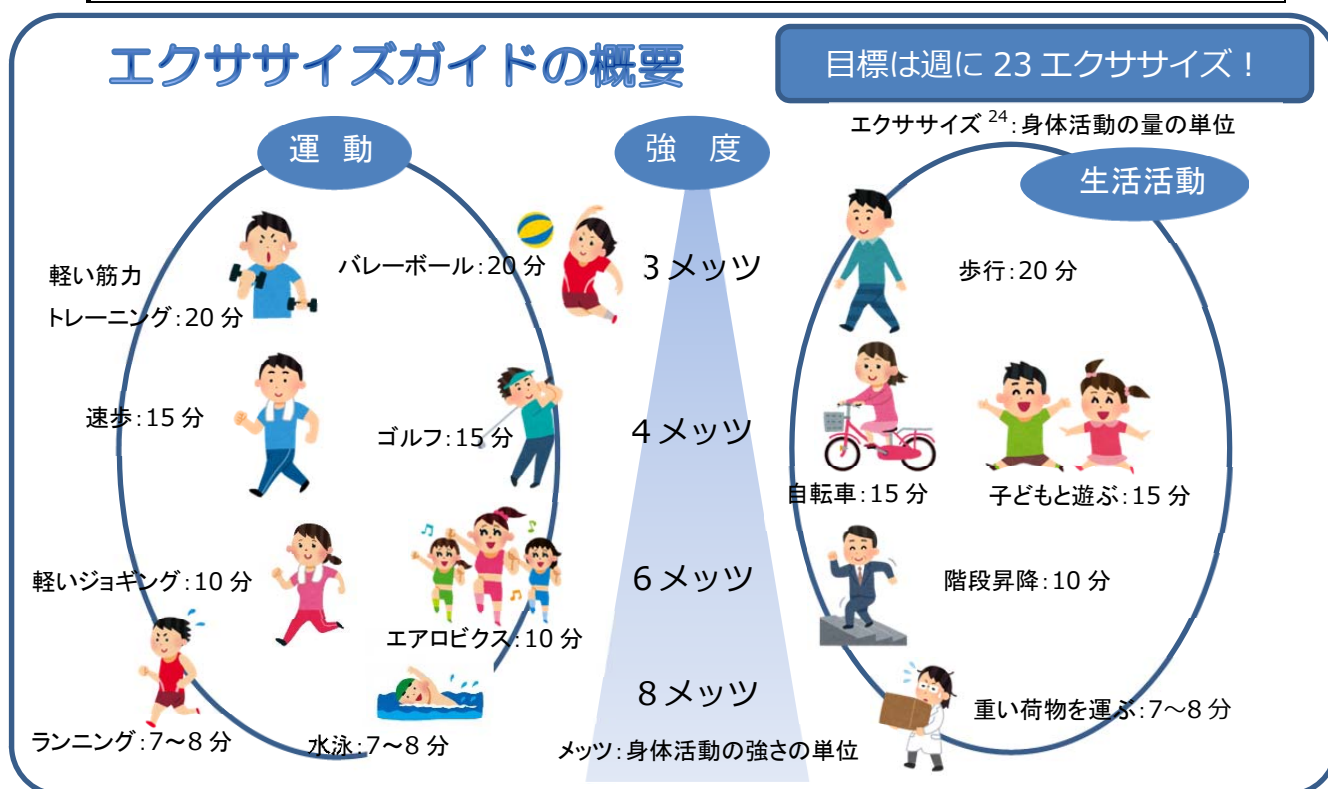 エクササイズガイドの概要
目標は週に 23 エクササイズ！
エクササイズ 24：身体活動の量の単位
運 動
強 度
生活活動
軽い筋力
トレーニング：20 分
バレーボール：20 分
3 メッツ
歩行：20 分
速歩：15 分
ゴルフ：15 分
4 メッツ
自転車：15 分
子どもと遊ぶ：15 分
軽いジョギング：10 分
エアロビクス：10 分
6 メッツ
階段昇降：10 分
ランニング：7～8 分
水泳：7～8 分
8 メッツ
重い荷物を運ぶ：7～8 分
メッツ：身体活動の強さの単位